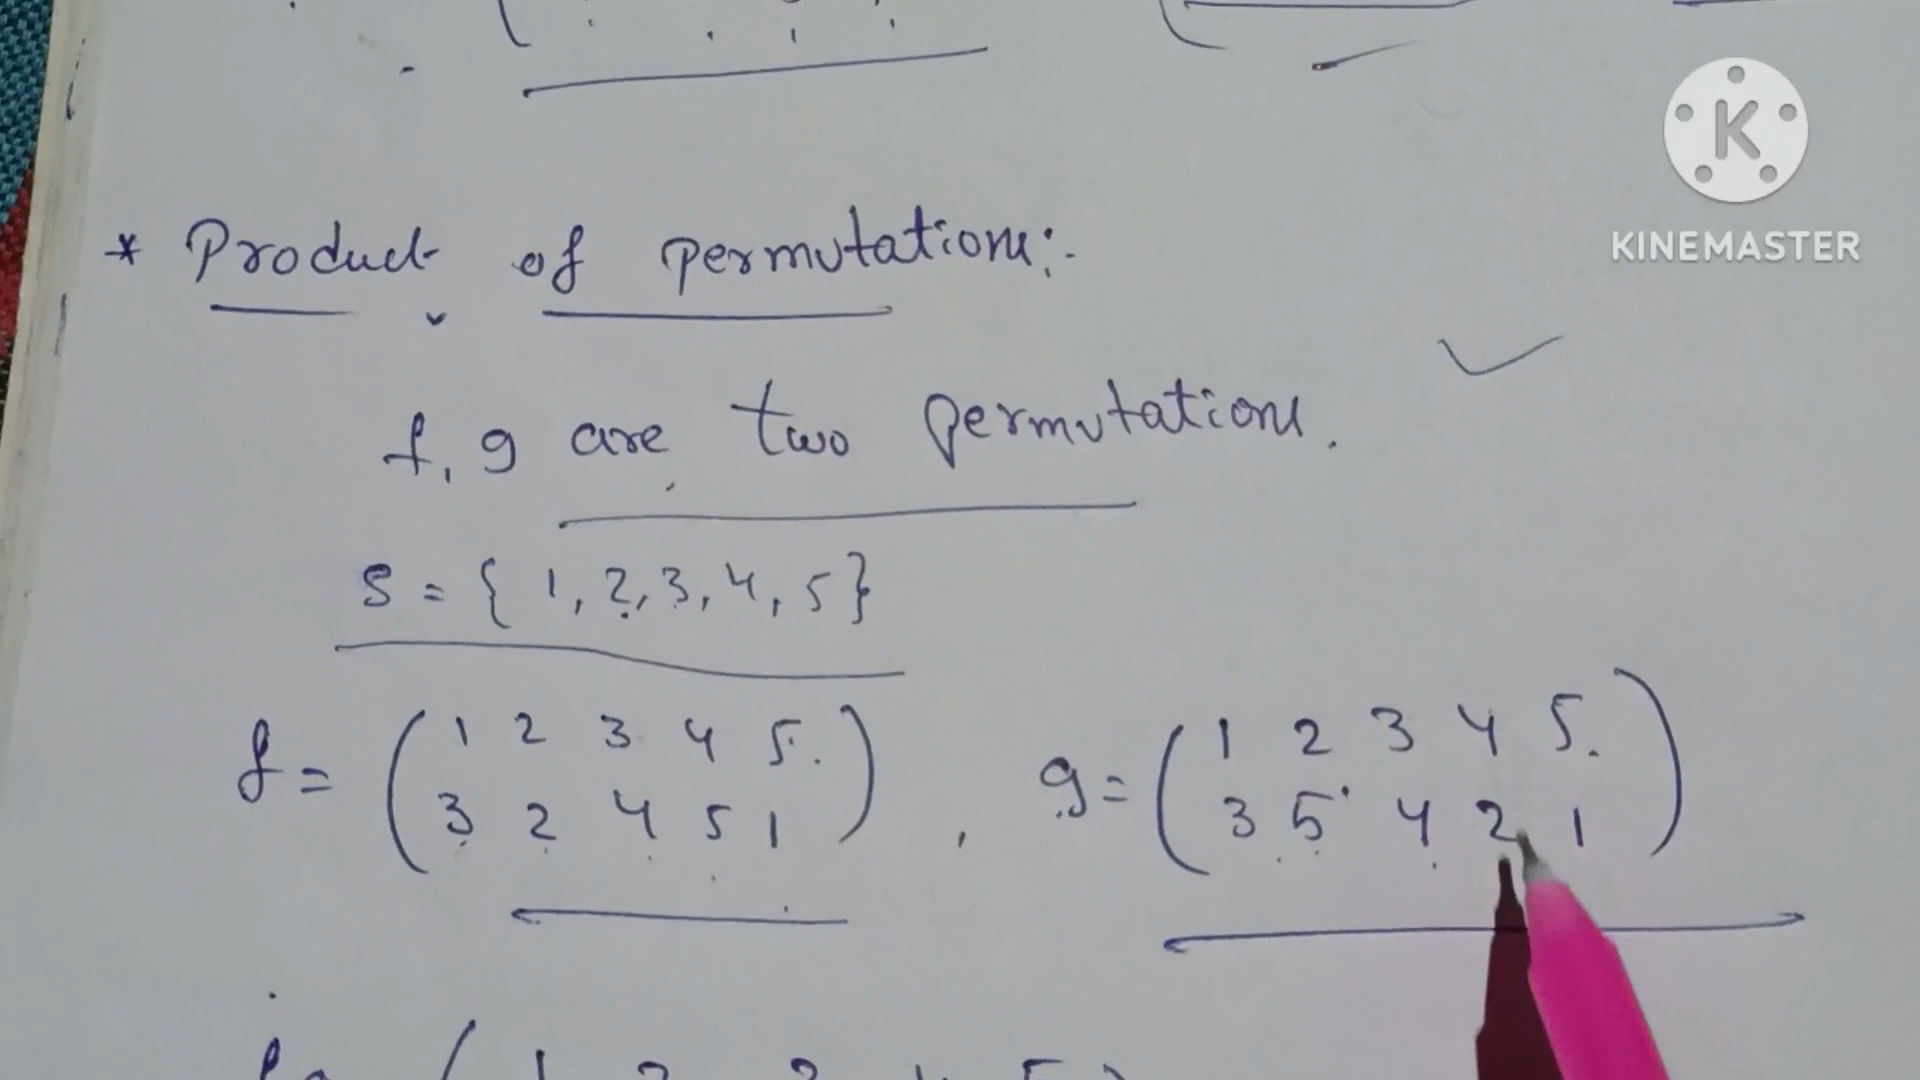 K
KINEMASTER
* Product of permutations:-
f, g are two permutations.
S = { 1, 2, 3, 4, 5 }
f = ( 1 2 3 4 5 ) , g = ( 1 2 3 4 5 )
3 2 4 5 1 3 5 4 2 1